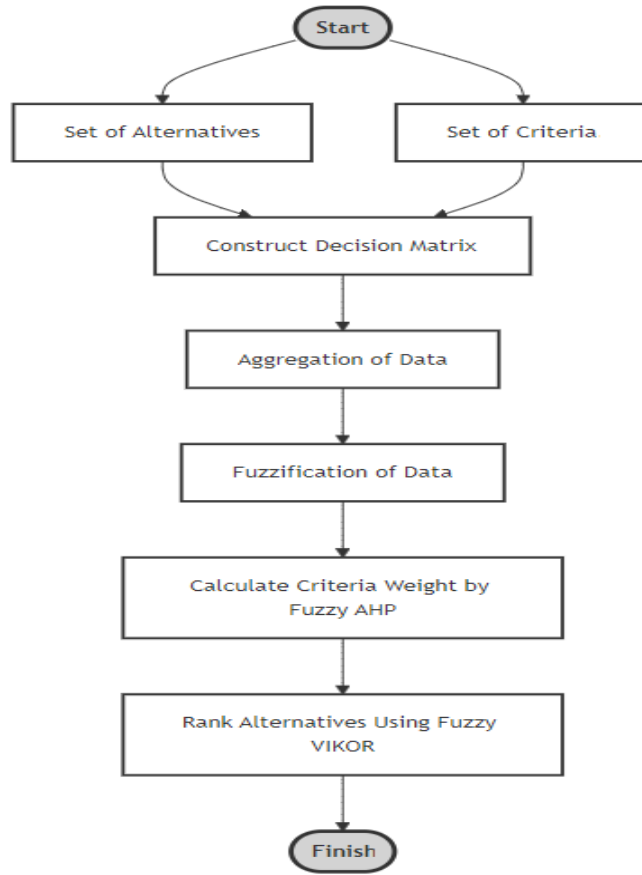 Start
Set of Alternatives
Set of Criteria
Construct Decision Matrix
Aggregation of Data
Fuzzification of Data
Calculate Criteria Weight by
Fuzzy AHP
Rank Alternatives Using Fuzzy
VIKOR
Finish